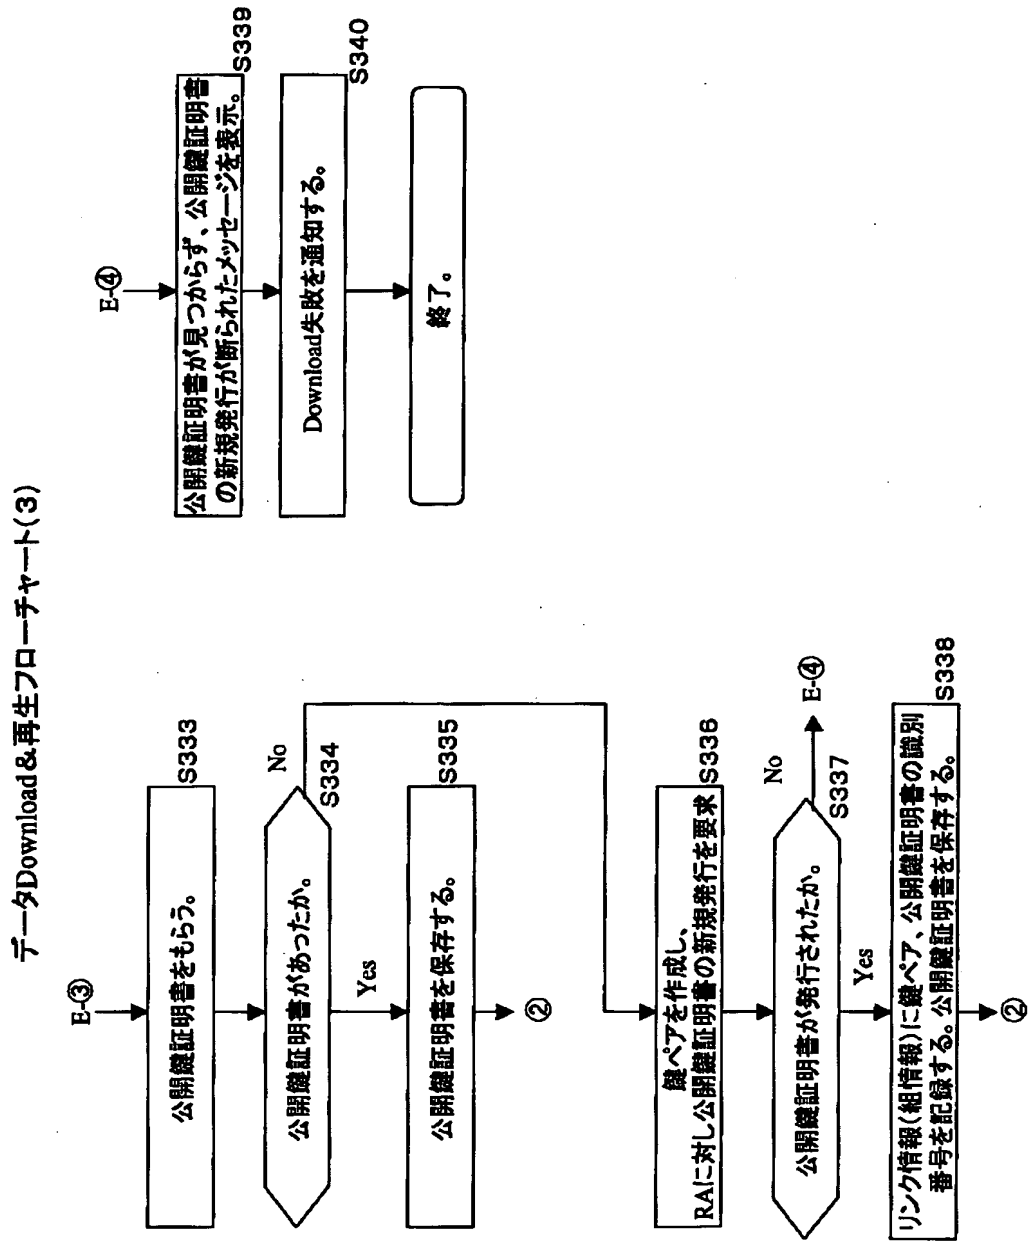 データDownload&再生フローチャート(3)
E-③
公開鍵証明書をもらう。
S333
公開鍵証明書があったか。
S334
No
Yes
公開鍵証明書を保存する。
S335
②
鍵ペアを作成し、
RAに対し公開鍵証明書の新規発行を要求
S336
公開鍵証明書が発行されたか。
S337
No
E-④
Yes
リンク情報(組情報)に鍵ペア、公開鍵証明書の識別
番号を記録する。公開鍵証明書を保存する。
S338
②
E-④
公開鍵証明書が見つからず、公開鍵証明書
の新規発行が断られたメッセージを表示。
S339
Download失敗を通知する。
S340
終了。